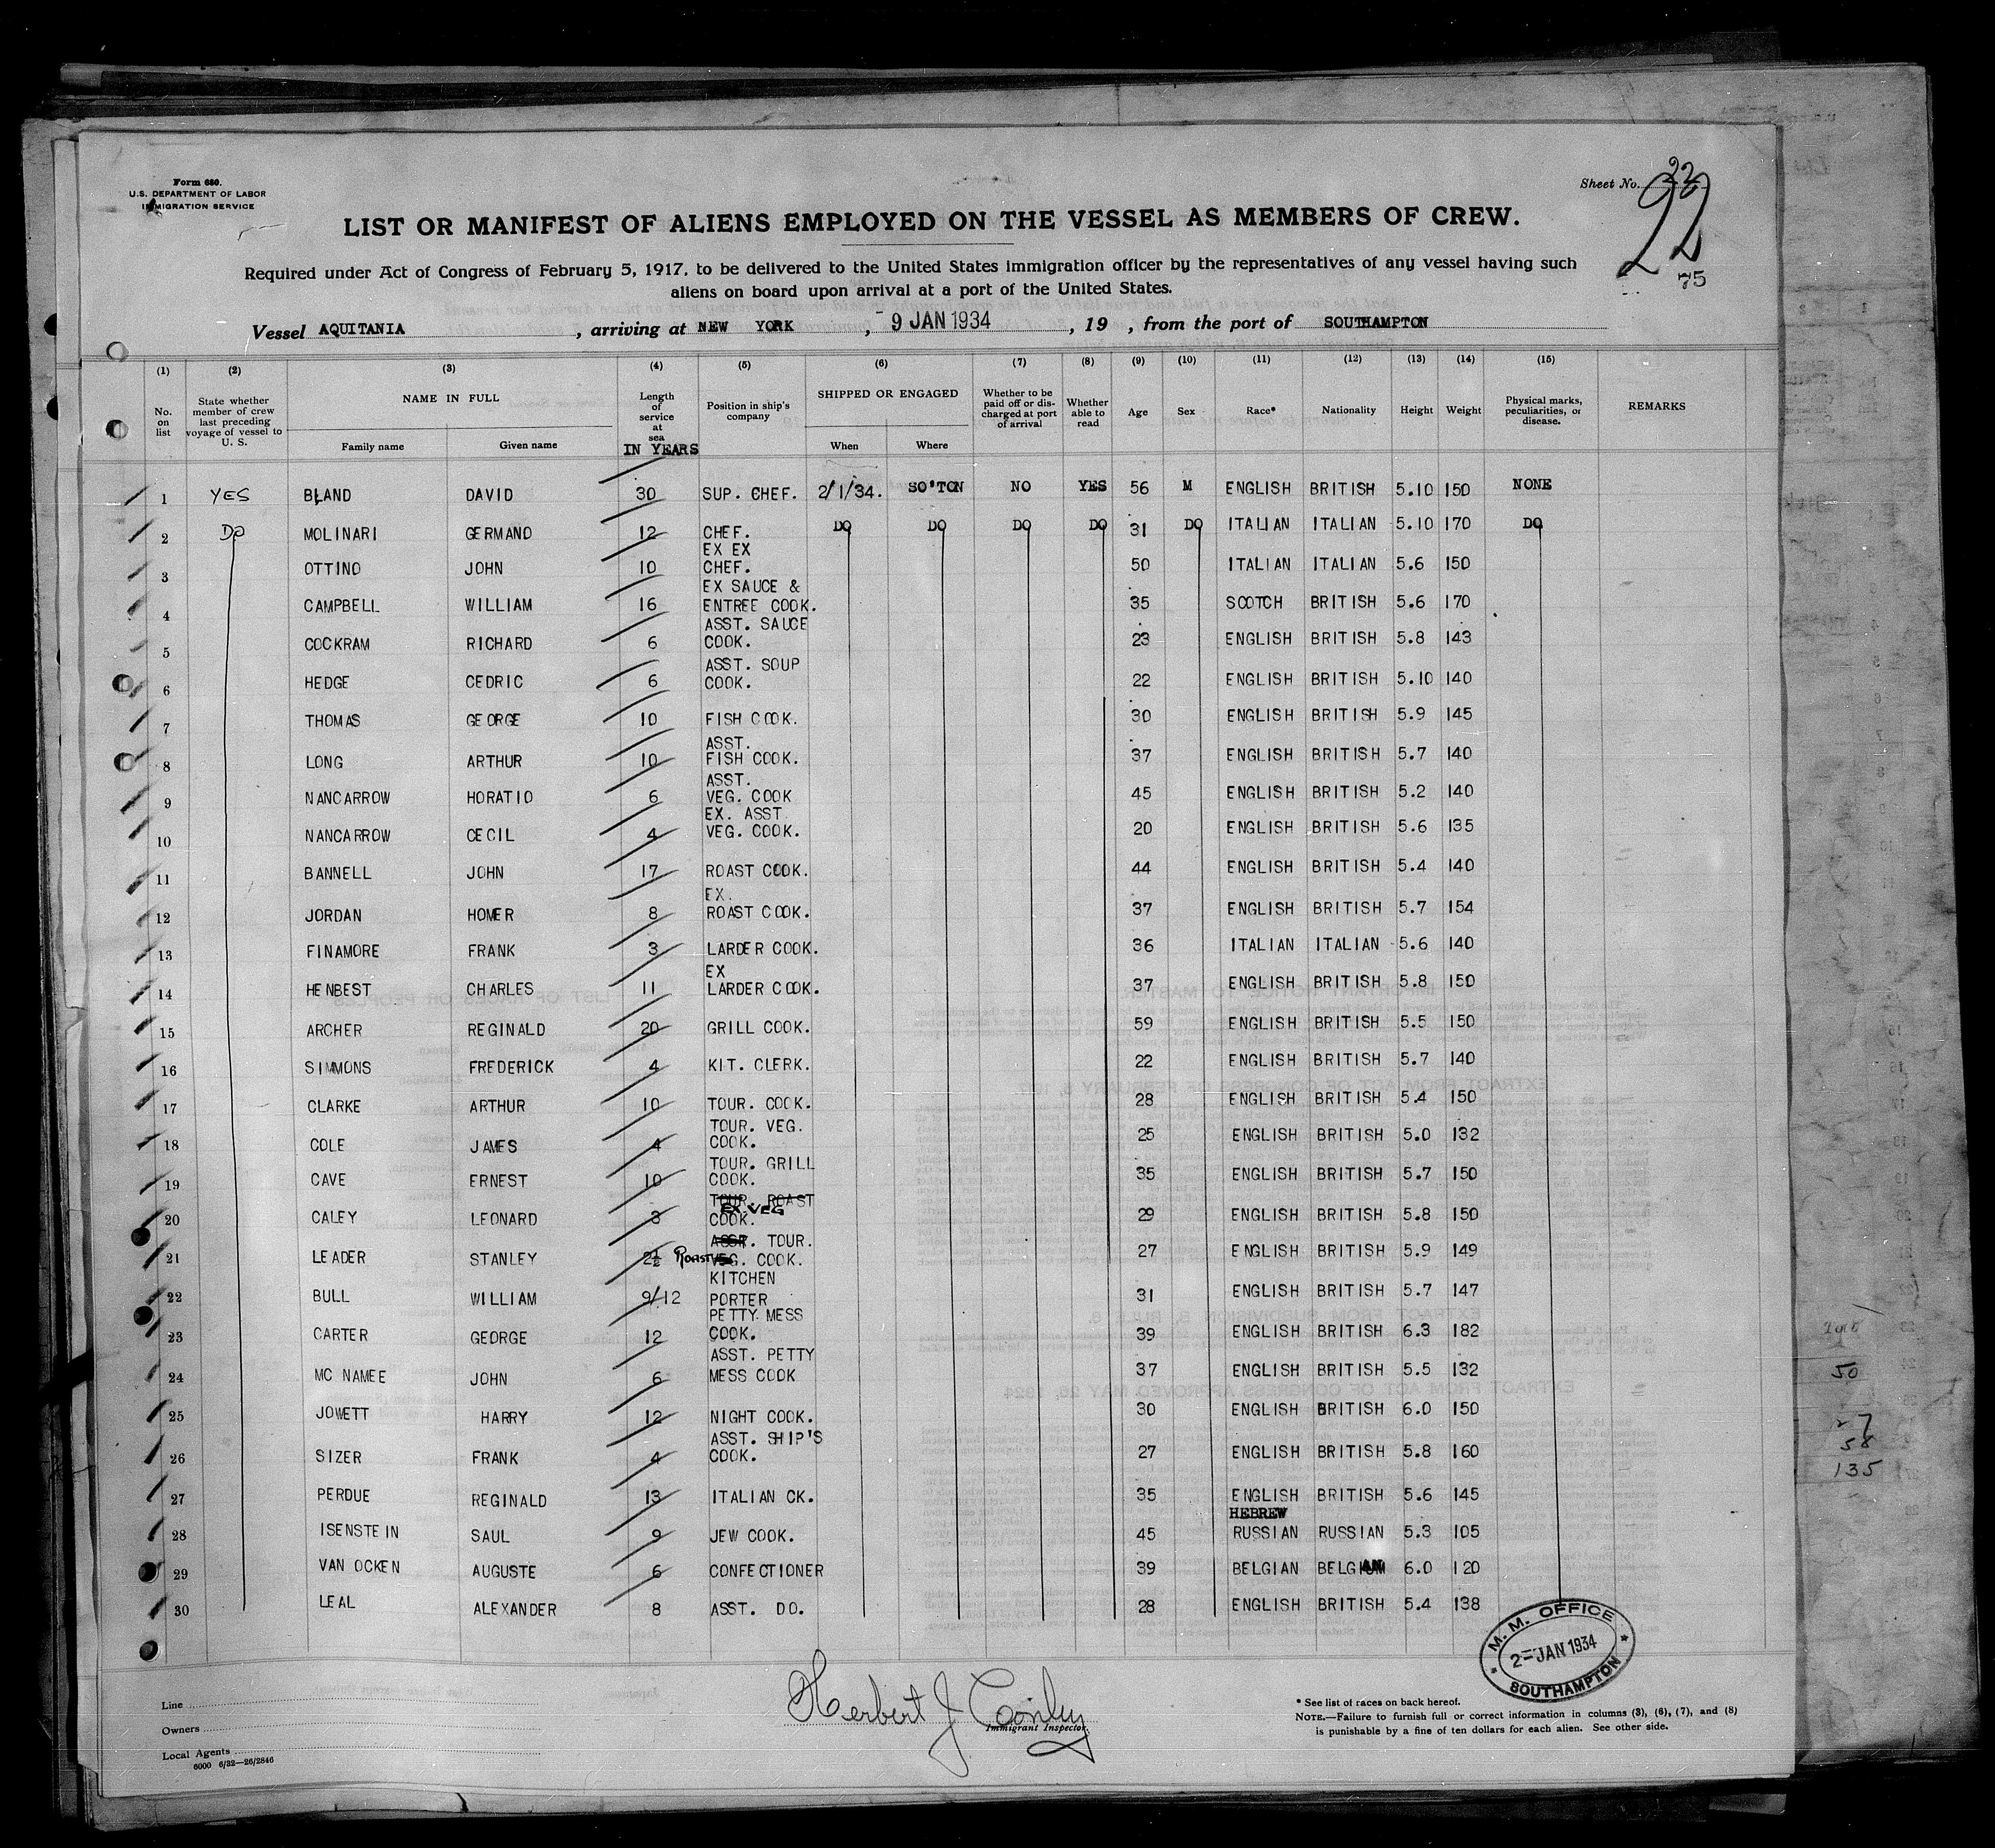 Form 680.
U.S. DEPARTMENT OF LABOR
IMMIGRATION SERVICE
Sheet No. 22
22
75
LIST OR MANIFEST OF ALIENS EMPLOYED ON THE VESSEL AS MEMBERS OF CREW.
Required under Act of Congress of February 5, 1917, to be delivered to the United States immigration officer by the representatives of any vessel having such
aliens on board upon arrival at a port of the United States.
Vessel AQUITANIA, arriving at NEW YORK, 9 JAN 1934, 19 , from the port of SOUTHAMPTON
(1) (2) (3) (4) (5) (6) (7) (8) (9) (10) (11) (12) (13) (14) (15)
No. on list State whether member of crew last preceding voyage of vessel to U. S. NAME IN FULL Family name Given name Length of service at sea IN YEARS Position in ship's company SHIPPED OR ENGAGED When Where Whether to be paid off or discharged at port of arrival Whether able to read Age Sex Race* Nationality Height Weight Physical marks, peculiarities, or disease. REMARKS
1 YES BLAND DAVID 30 SUP. CHEF. 2/1/34. SO'TON NO YES 56 M ENGLISH BRITISH 5.10 150 NONE
2 DO MOLINARI GERMANO 12 CHEF. DO DO DO DO 31 DO ITALIAN ITALIAN 5.10 170 DO
3 OTTINO JOHN 10 EX EX CHEF. 50 ITALIAN ITALIAN 5.6 150
4 CAMPBELL WILLIAM 16 EX SAUCE & ENTREE COOK. 35 SCOTCH BRITISH 5.6 170
5 COCKRAM RICHARD 6 ASST. SAUCE COOK. 23 ENGLISH BRITISH 5.8 143
6 HEDGE CEDRIC 6 ASST. SOUP COOK. 22 ENGLISH BRITISH 5.10 140
7 THOMAS GEORGE 10 FISH COOK. 30 ENGLISH BRITISH 5.9 145
8 LONG ARTHUR 10 ASST. FISH COOK. 37 ENGLISH BRITISH 5.7 140
9 NANCARROW HORATIO 6 ASST. VEG. COOK 45 ENGLISH BRITISH 5.2 140
10 NANCARROW CECIL 4 EX. ASST. VEG. COOK. 20 ENGLISH BRITISH 5.6 135
11 BANNELL JOHN 17 ROAST COOK. 44 ENGLISH BRITISH 5.4 140
12 JORDAN HOMER 8 EX. ROAST COOK. 37 ENGLISH BRITISH 5.7 154
13 FINAMORE FRANK 3 LARDER COOK. 36 ITALIAN ITALIAN 5.6 140
14 HENBEST CHARLES 11 EX LARDER COOK. 37 ENGLISH BRITISH 5.8 150
15 ARCHER REGINALD 20 GRILL COOK. 59 ENGLISH BRITISH 5.5 150
16 SIMMONS FREDERICK 4 KIT. CLERK. 22 ENGLISH BRITISH 5.7 140
17 CLARKE ARTHUR 10 TOUR. COOK. 28 ENGLISH BRITISH 5.4 150
18 COLE JAMES 4 TOUR. VEG. COOK. 25 ENGLISH BRITISH 5.0 132
19 CAVE ERNEST 10 TOUR. GRILL COOK. 35 ENGLISH BRITISH 5.7 150
20 CALEY LEONARD 3 TOUR. ROAST EX. VEG COOK. 29 ENGLISH BRITISH 5.8 150
21 LEADER STANLEY 2½ ASST. TOUR. ROAST VEG. COOK. 27 ENGLISH BRITISH 5.9 149
22 BULL WILLIAM 9/12 KITCHEN PORTER 31 ENGLISH BRITISH 5.7 147
23 CARTER GEORGE 12 PETTY MESS COOK. 39 ENGLISH BRITISH 6.3 182
24 MC NAMEE JOHN 6 ASST. PETTY MESS COOK 37 ENGLISH BRITISH 5.5 132
25 JOWETT HARRY 12 NIGHT COOK. 30 ENGLISH BRITISH 6.0 150
26 SIZER FRANK 4 ASST. SHIP'S COOK. 27 ENGLISH BRITISH 5.8 160
27 PERDUE REGINALD 13 ITALIAN CK. 35 ENGLISH BRITISH 5.6 145
28 ISENSTEIN SAUL 9 JEW COOK. 45 HEBREW RUSSIAN RUSSIAN 5.3 105
29 VAN OCKEN AUGUSTE 6 CONFECTIONER 39 BELGIAN BELGIAN 6.0 120
30 LEAL ALEXANDER 8 ASST. DO. 28 ENGLISH BRITISH 5.4 138
50
27
58
135
M. M. OFFICE
2-JAN 1934
SOUTHAMPTON
Line
Owners
Local Agents
6000 6/32—26/2846
Herbert J Conley
Immigrant Inspector.
* See list of races on back hereof.
NOTE.—Failure to furnish full or correct information in columns (3), (6), (7), and (8)
is punishable by a fine of ten dollars for each alien. See other side.